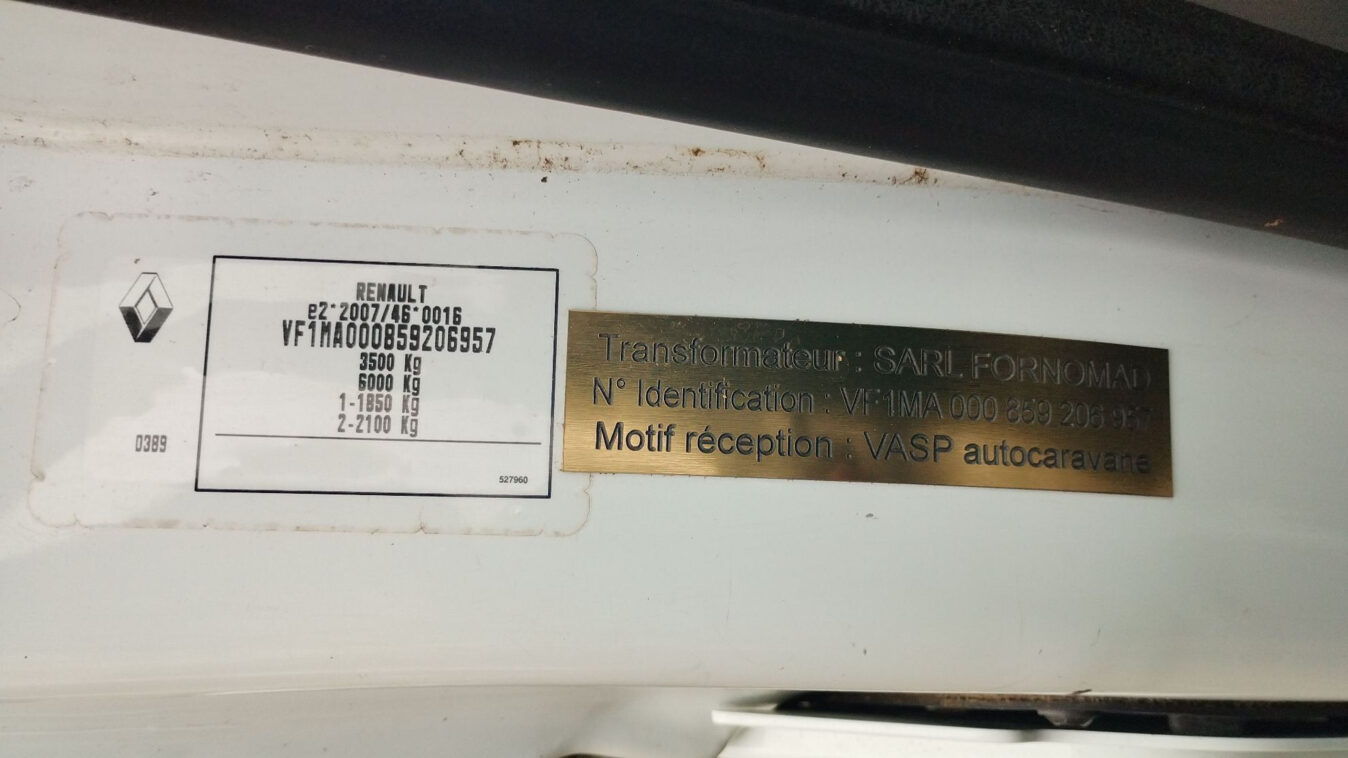 RENAULT
e2*2007/46*0016
VF1MA000859206957
3500 Kg
6000 Kg
1-1850 Kg
2-2100 Kg
0389
527960
Transformateur : SARL FORNOMAD
N° Identification : VF1MA 000 859 206 957
Motif réception : VASP autocaravane